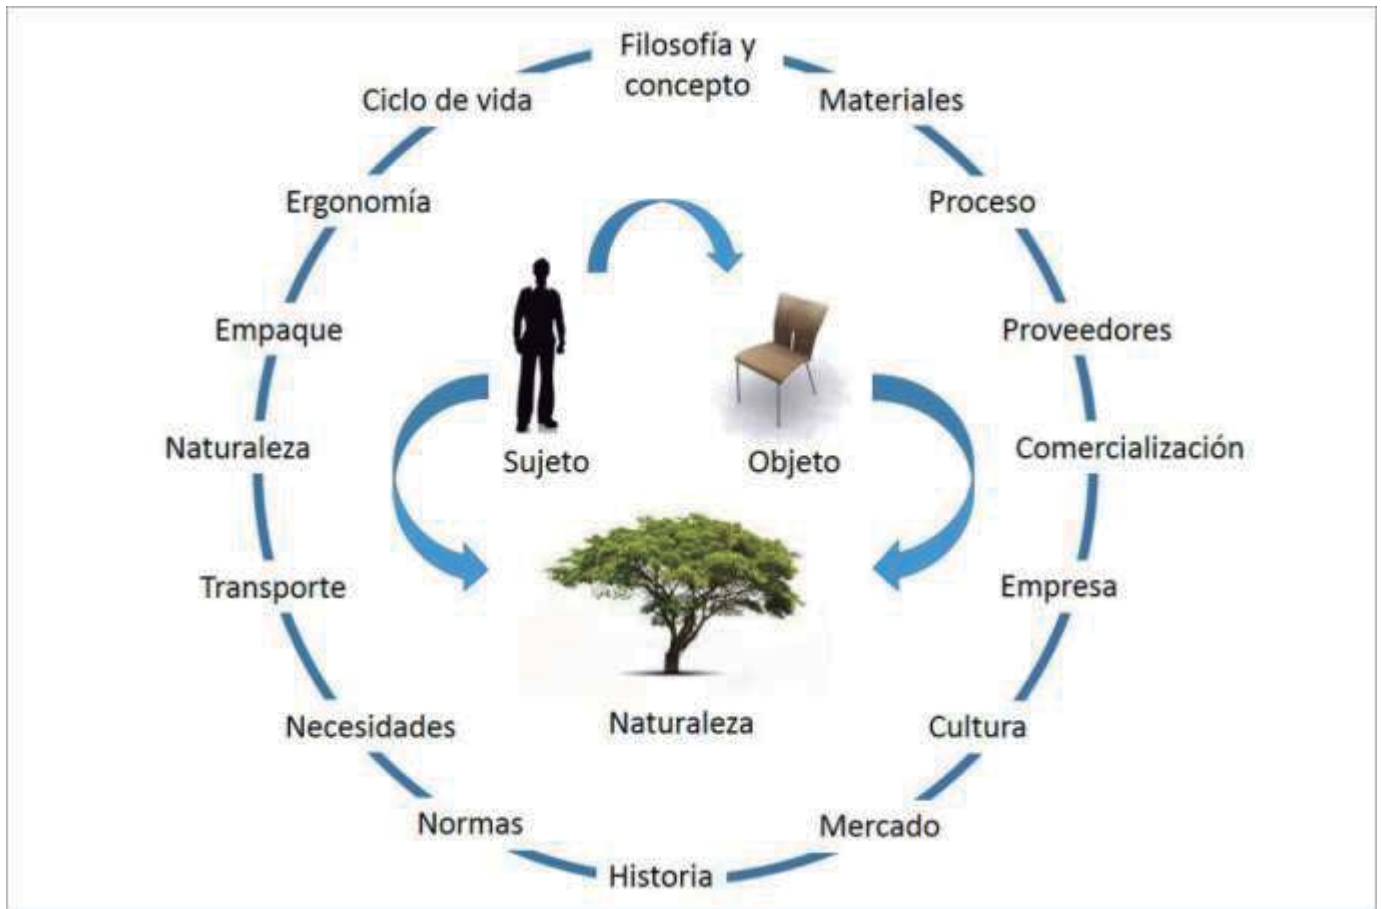 Filosofía y
concepto
Ciclo de vida
Materiales
Ergonomía
Proceso
Empaque
Proveedores
Naturaleza
Comercialización
Sujeto
Objeto
Transporte
Empresa
Necesidades
Naturaleza
Cultura
Normas
Mercado
Historia